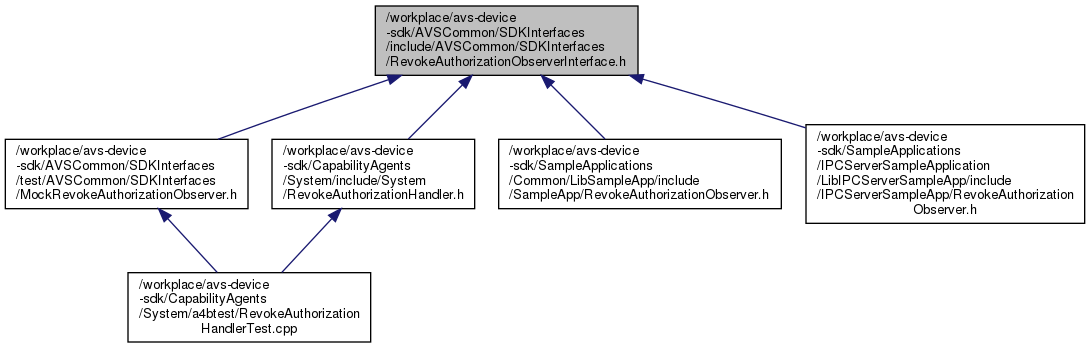 /workplace/avs-device
-sdk/AVSCommon/SDKInterfaces
/include/AVSCommon/SDKInterfaces
/RevokeAuthorizationObserverInterface.h
/workplace/avs-device
-sdk/AVSCommon/SDKInterfaces
/test/AVSCommon/SDKInterfaces
/MockRevokeAuthorizationObserver.h
/workplace/avs-device
-sdk/CapabilityAgents
/System/include/System
/RevokeAuthorizationHandler.h
/workplace/avs-device
-sdk/SampleApplications
/Common/LibSampleApp/include
/SampleApp/RevokeAuthorizationObserver.h
/workplace/avs-device
-sdk/SampleApplications
/IPCServerSampleApplication
/LibIPCServerSampleApp/include
/IPCServerSampleApp/RevokeAuthorization
Observer.h
/workplace/avs-device
-sdk/CapabilityAgents
/System/a4btest/RevokeAuthorization
HandlerTest.cpp